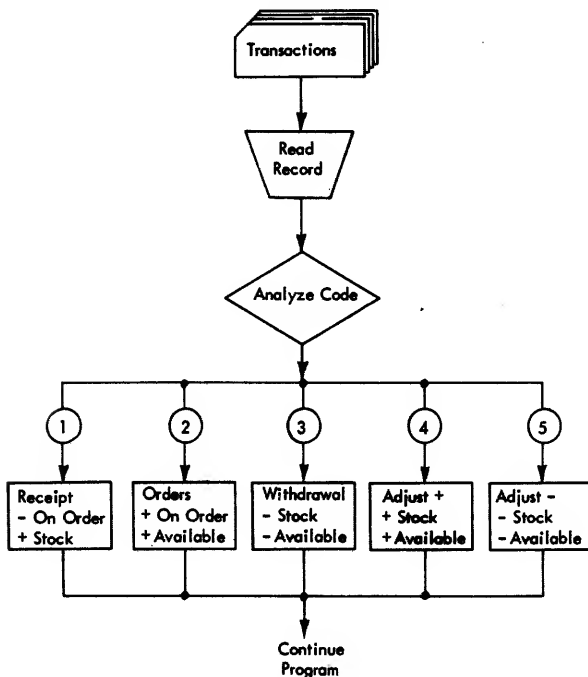 Transactions
Read
Record
Analyze Code
1
2
3
4
5
Receipt
- On Order
+ Stock
Orders
+ On Order
+ Available
Withdrawal
- Stock
- Available
Adjust +
+ Stock
+ Available
Adjust -
- Stock
- Available
Continue
Program